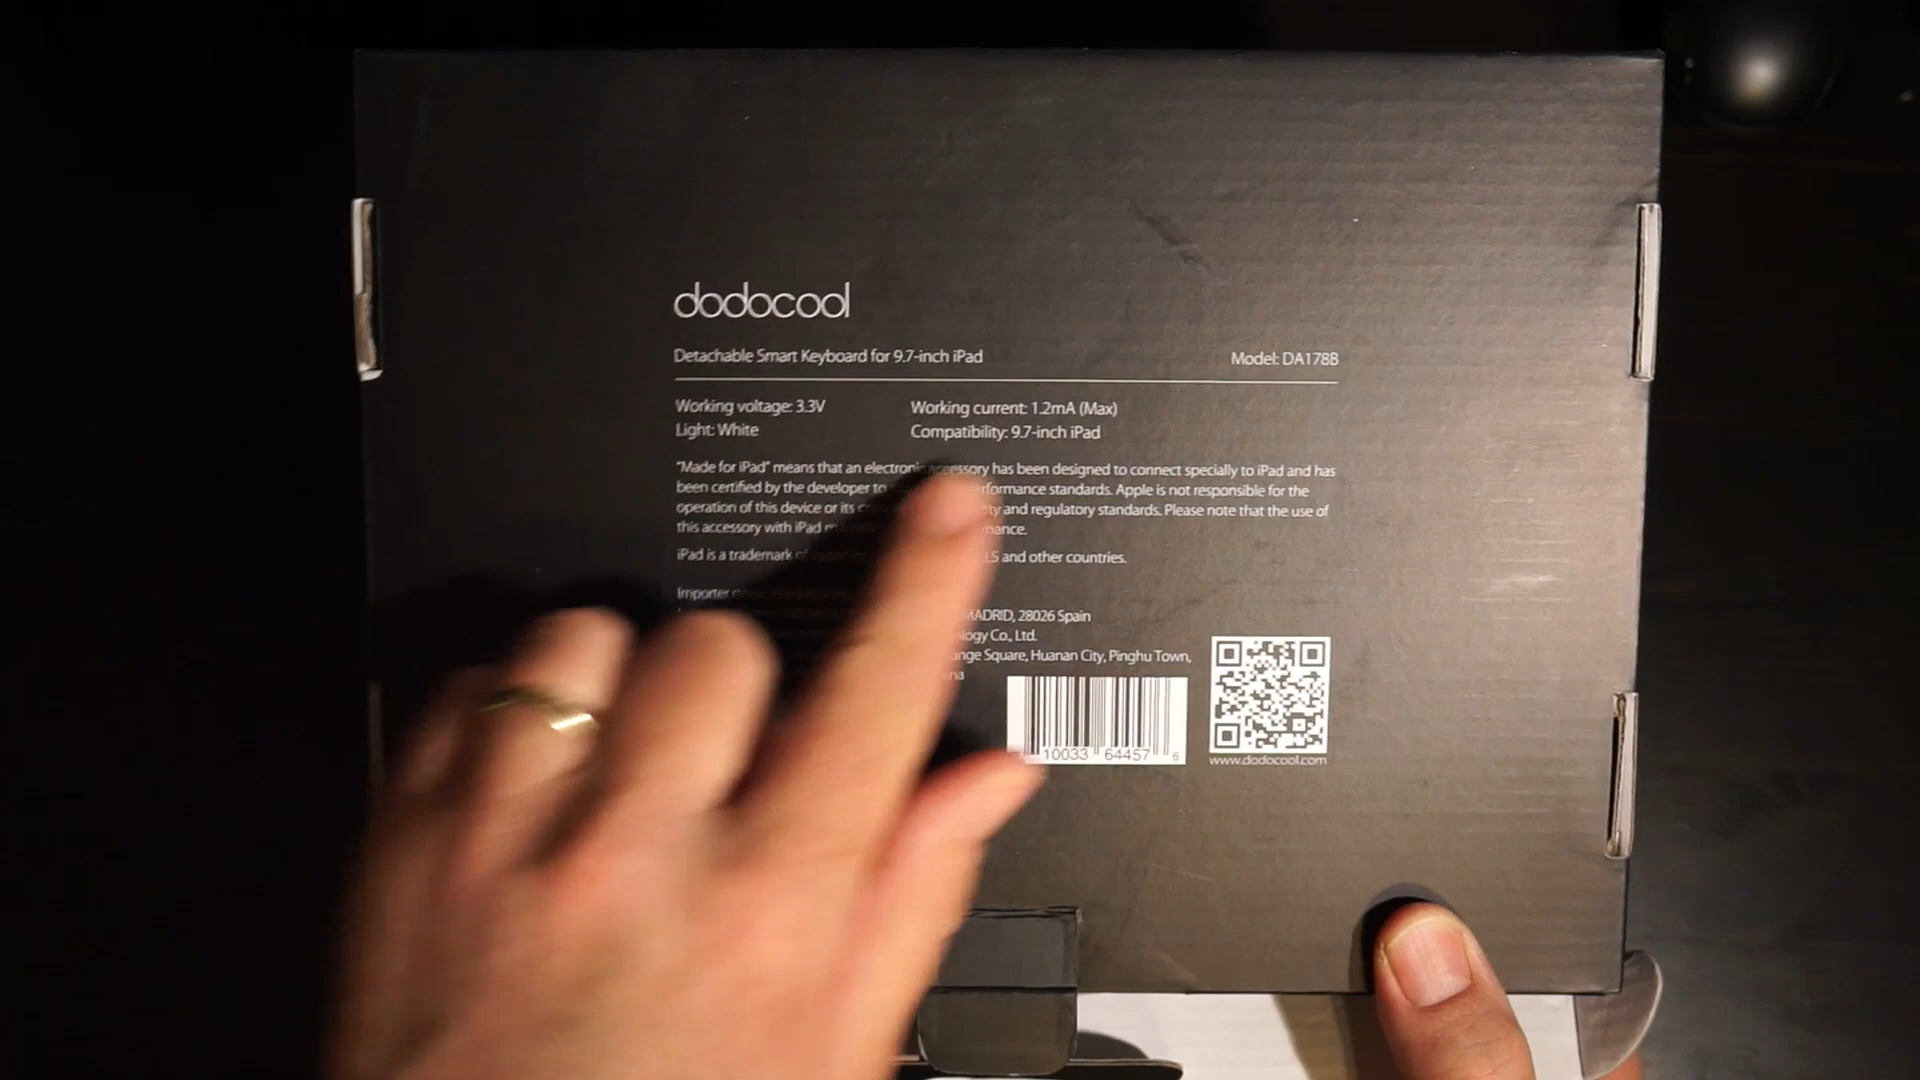 dodocool
Detachable Smart Keyboard for 9.7-inch iPad Model: DA178B
Working voltage: 3.3V Working current: 1.2mA (Max)
Light: White Compatibility: 9.7-inch iPad
"Made for iPad" means that an electronic accessory has been designed to connect specially to iPad and has
been certified by the developer to performance standards. Apple is not responsible for the
operation of this device or its and regulatory standards. Please note that the use of
this accessory with iPad
iPad is a trademark of and other countries.
Importer
MADRID, 28026 Spain
Co., Ltd.
Square, Huanan City, Pinghu Town,
10033 64457 6
www.dodocool.com